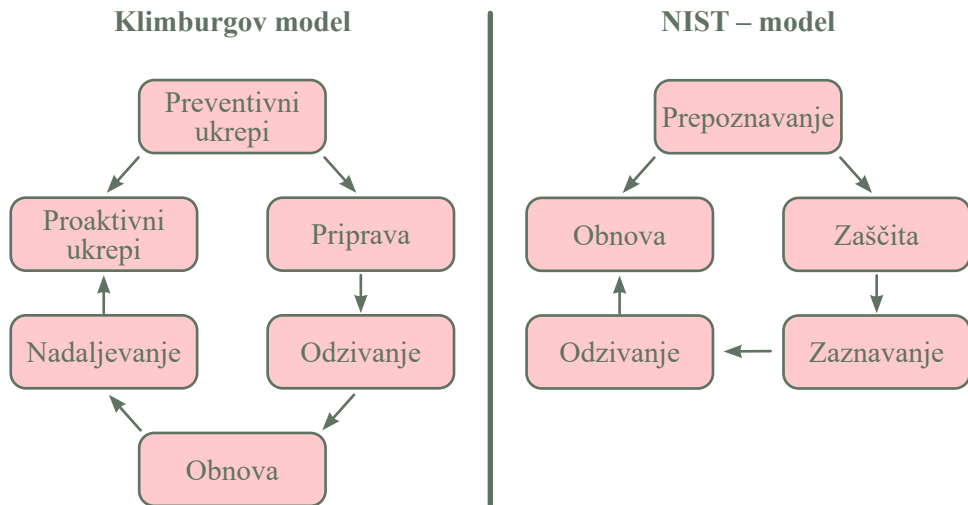 Klimburgov model
Preventivni
ukrepi
Proaktivni
ukrepi
Priprava
Nadaljevanje
Odzivanje
Obnova
NIST – model
Prepoznavanje
Obnova
Zaščita
Odzivanje
Zaznavanje